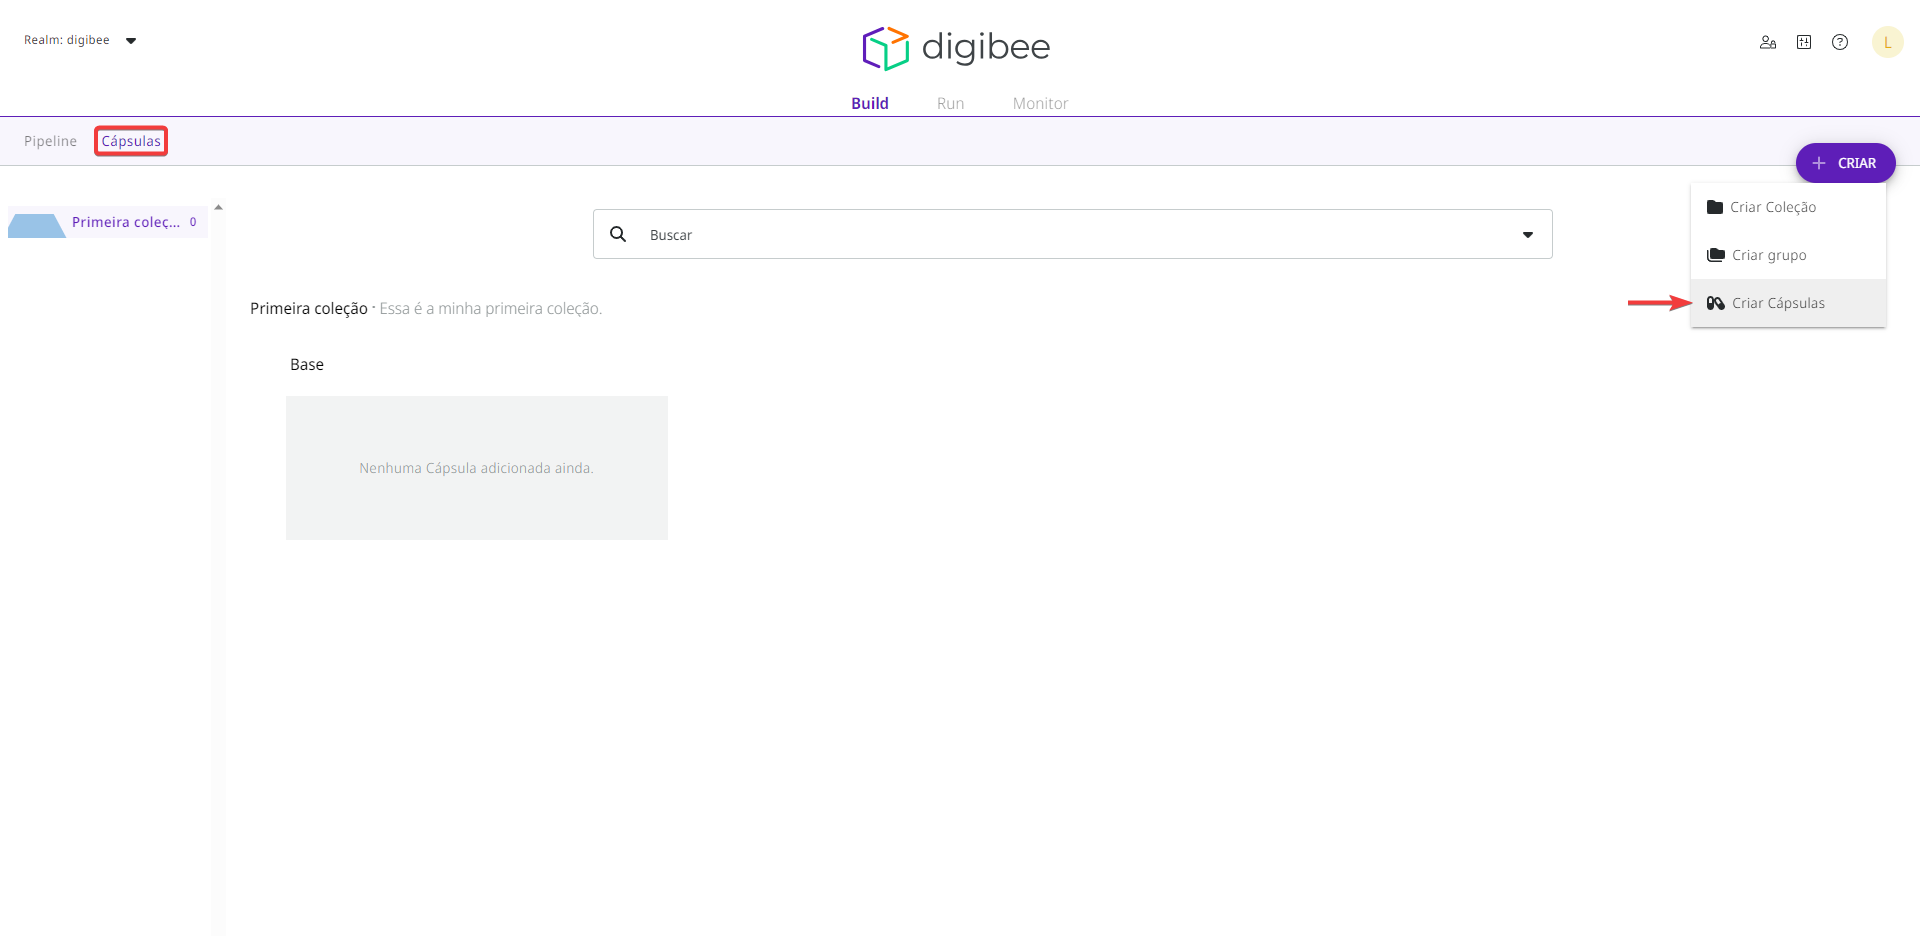 Realm: digibee
digibee
L
Build Run Monitor
Pipeline Cápsulas
+ CRIAR
Criar Coleção
Criar grupo
Criar Cápsulas
Primeira coleç... 0
Buscar
Primeira coleção · Essa é a minha primeira coleção.
Base
Nenhuma Cápsula adicionada ainda.